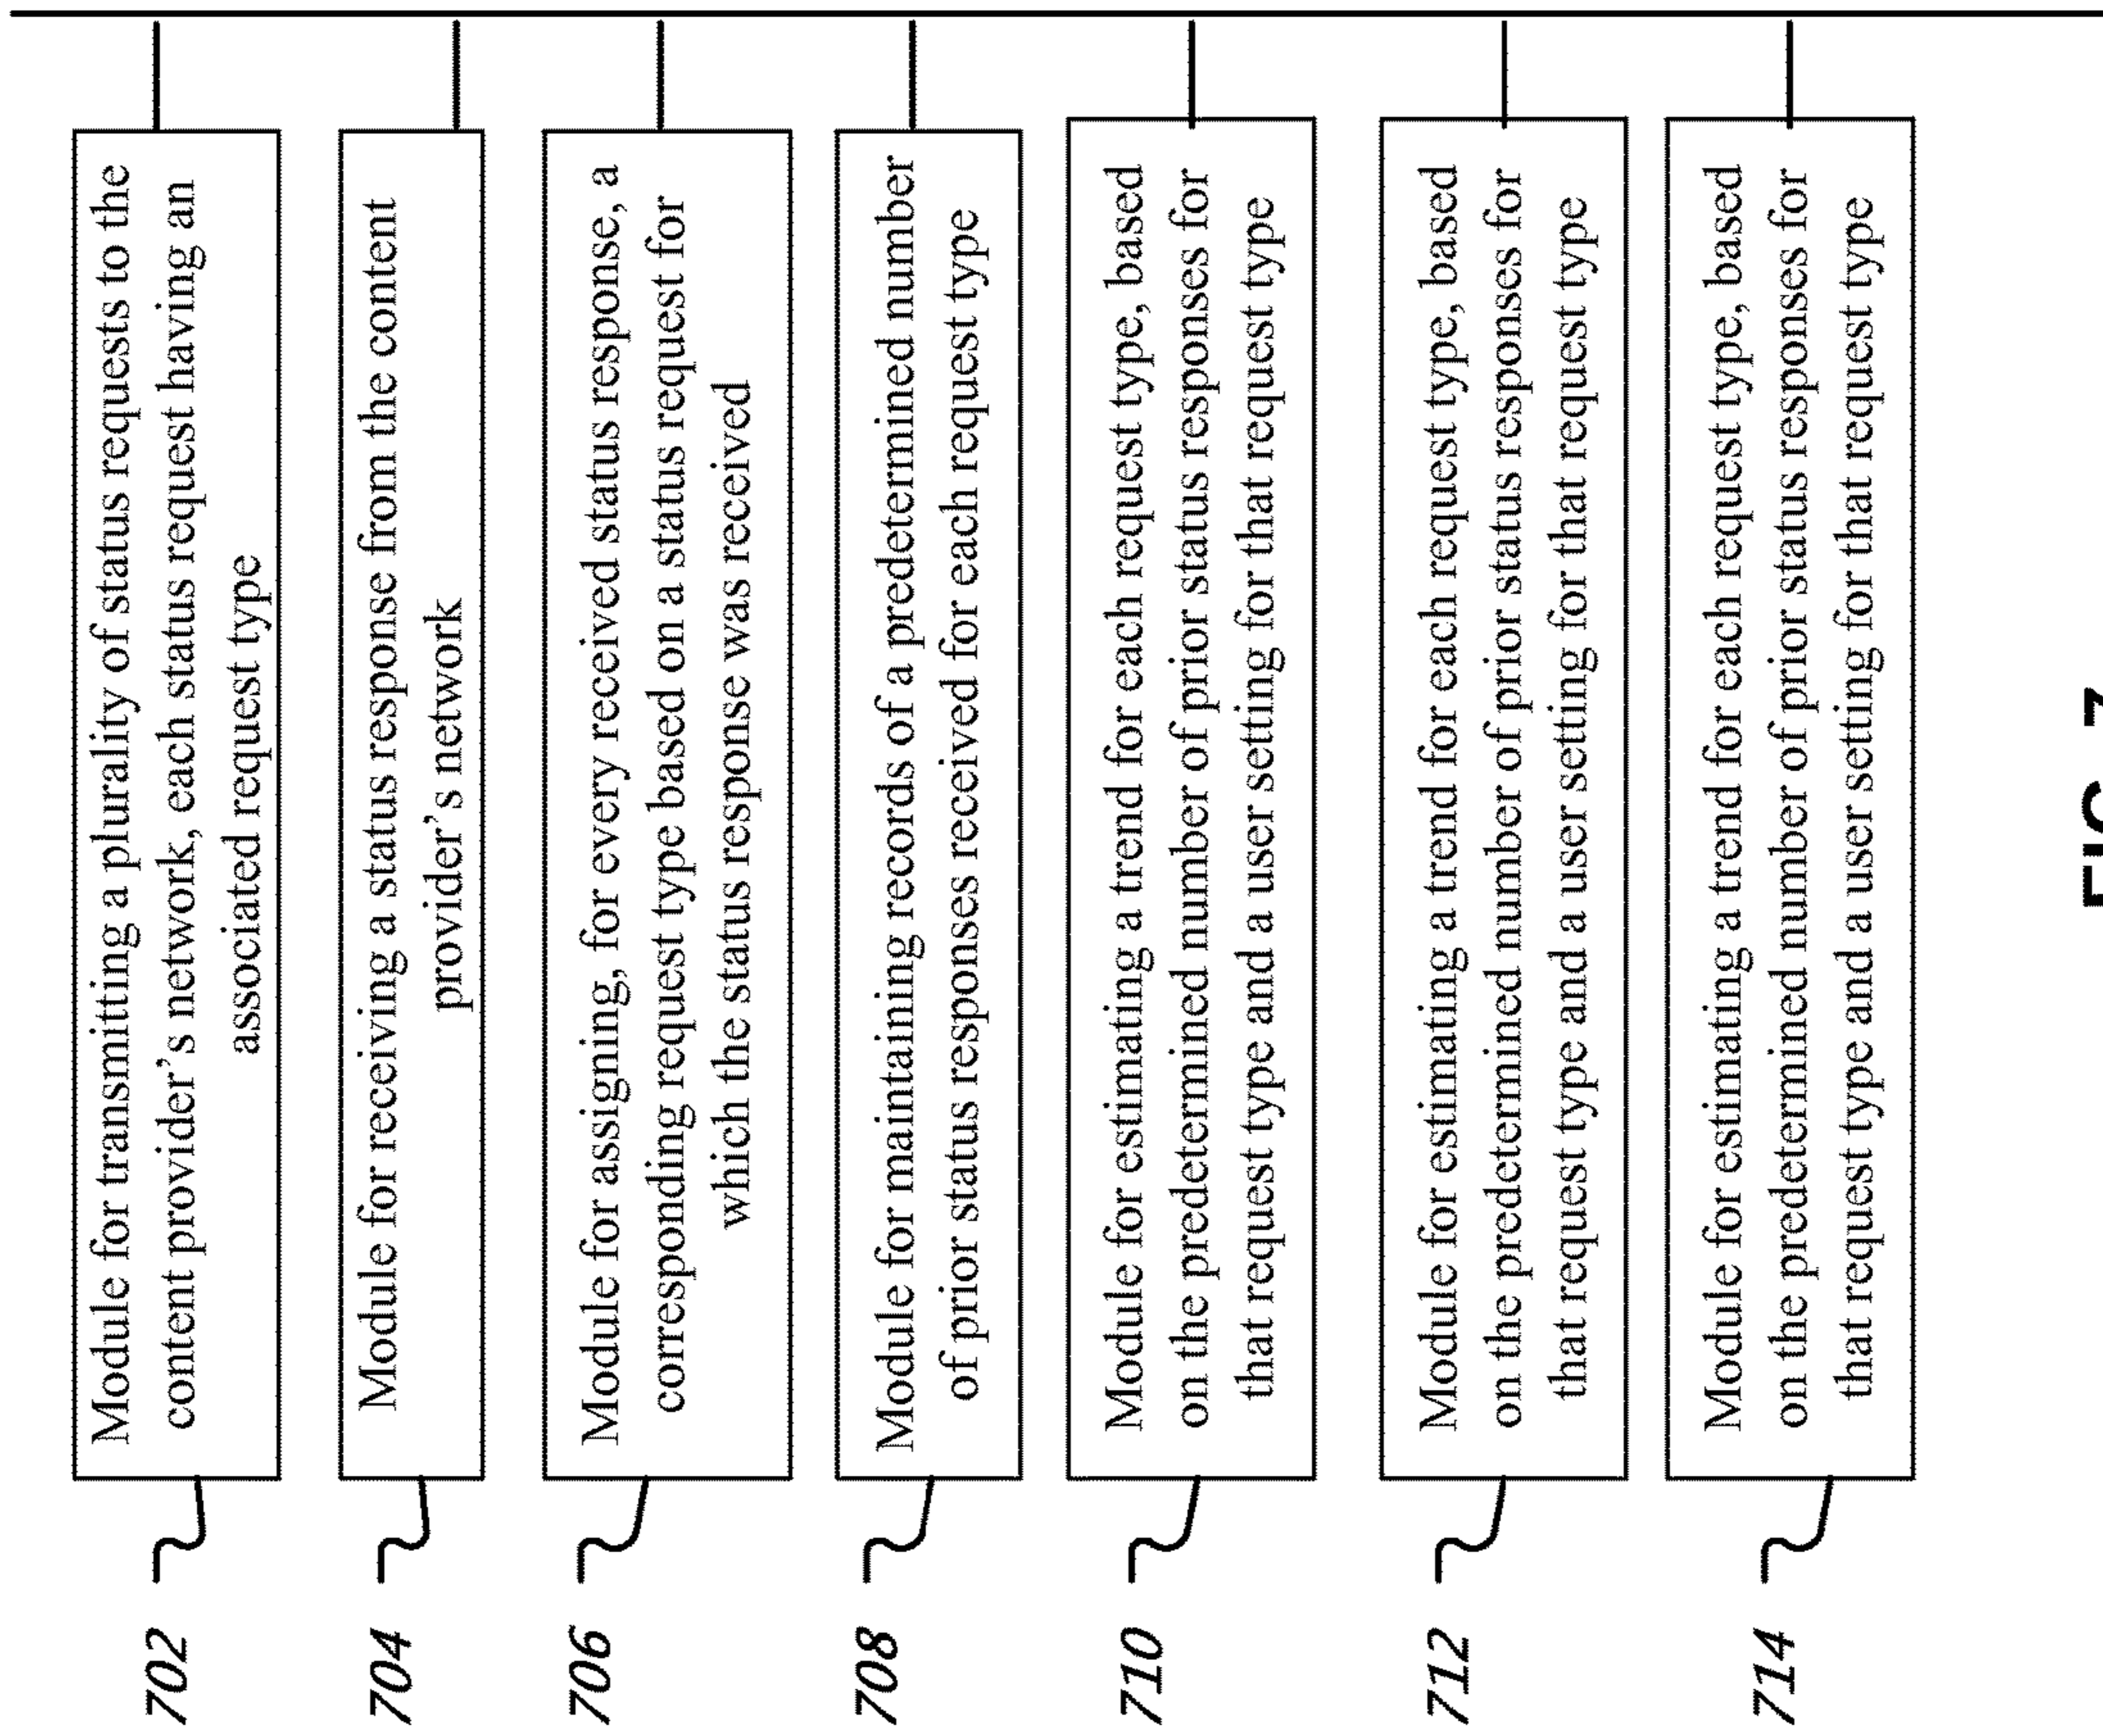 702
Module for transmitting a plurality of status requests to the
content provider's network, each status request having an
associated request type
704
Module for receiving a status response from the content
provider's network
706
Module for assigning, for every received status response, a
corresponding request type based on a status request for
which the status response was received
708
Module for maintaining records of a predetermined number
of prior status responses received for each request type
710
Module for estimating a trend for each request type, based
on the predetermined number of prior status responses for
that request type and a user setting for that request type
712
Module for estimating a trend for each request type, based
on the predetermined number of prior status responses for
that request type and a user setting for that request type
714
Module for estimating a trend for each request type, based
on the predetermined number of prior status responses for
that request type and a user setting for that request type
FIG 7